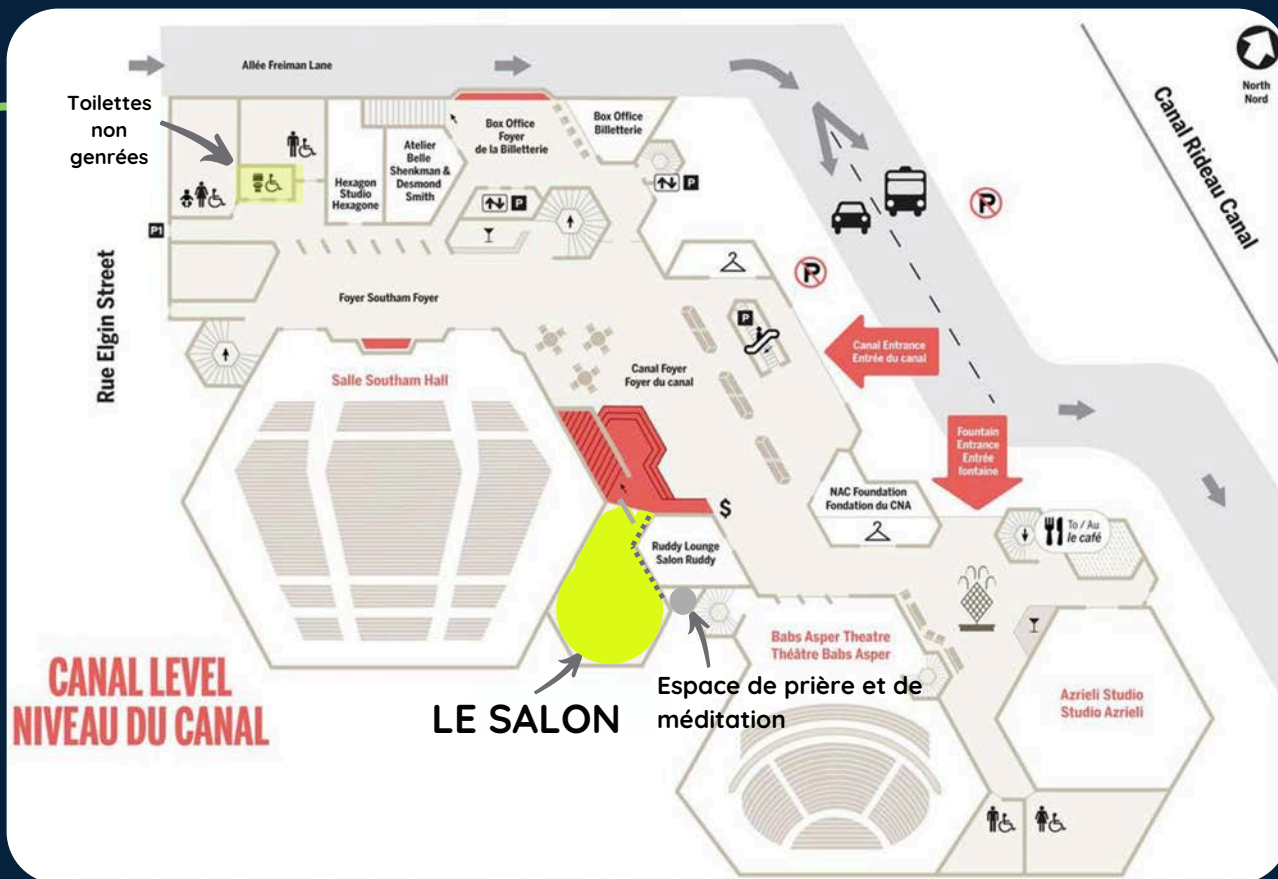 Allée Freiman Lane
North
Nord
Canal Rideau Canal
Toilettes
non
genrées
Box Office
Foyer
de la Billetterie
Box Office
Billetterie
Atelier
Belle
Shenkman &
Desmond
Smith
Hexagon
Studio
Hexagone
P
P
P1
P
P
Rue Elgin Street
Foyer Southam Foyer
P
Canal Entrance
Entrée du canal
Salle Southam Hall
Canal Foyer
Foyer du canal
Fountain
Entrance
Entrée
fontaine
NAC Foundation
Fondation du CNA
$
To / Au
le café
Ruddy Lounge
Salon Ruddy
Babs Asper Theatre
Théâtre Babs Asper
CANAL LEVEL
NIVEAU DU CANAL
LE SALON
Espace de prière et de
méditation
Azrieli Studio
Studio Azrieli